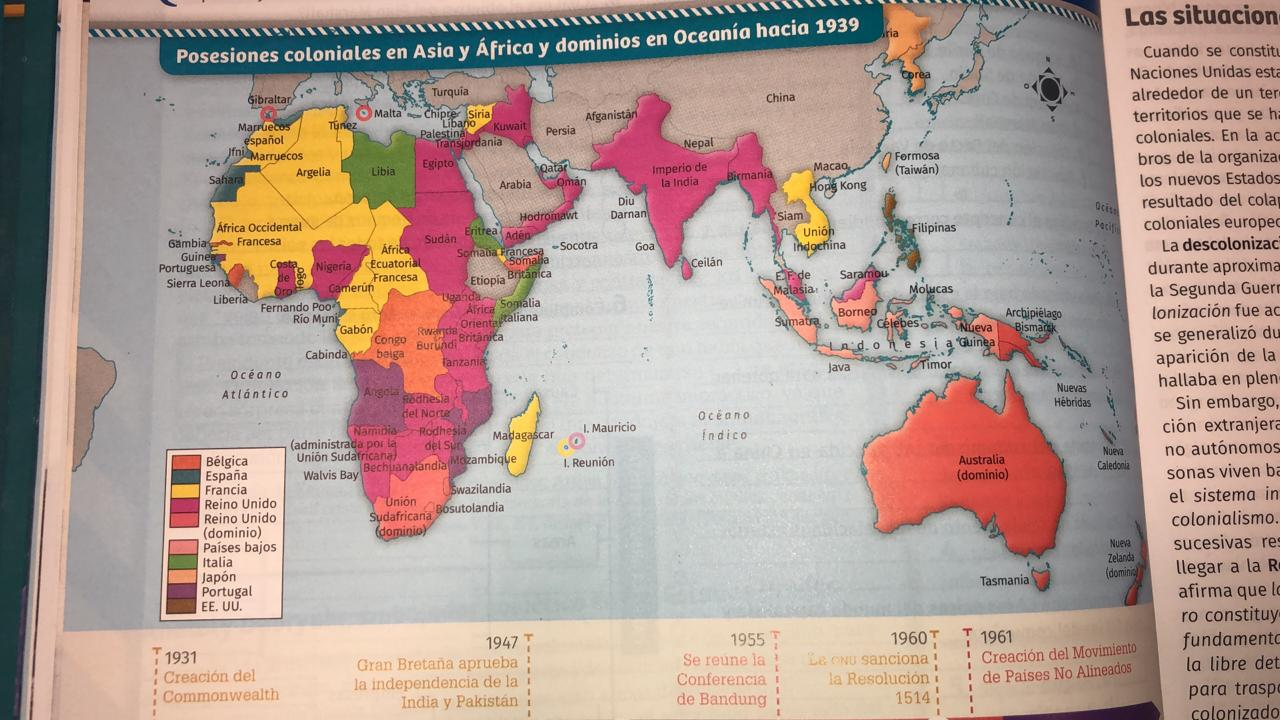 Posesiones coloniales en Asia y África y dominios en Oceanía hacia 1939
Gibraltar
Marruecos
español
Ifni
Marruecos
Sahara
Argelia
Túnez
Malta
Turquía
Chipre
Siria
Líbano
Palestina
Transjordania
Kuwait
Libia
Egipto
Arabia
Qatar
Omán
Hodromawt
Adén
Persia
Afganistán
China
Nepal
Imperio de
la India
Birmania
Diu
Darnan
Goa
Ceilán
Macao
Hong Kong
Siam
Unión
Indochina
Corea
Formosa
(Taiwán)
Filipinas
África Occidental
Francesa
Gambia
Guinea
Portuguesa
Sierra Leona
Liberia
Costa
de
Oro
Togo
Nigeria
Camerún
África
Ecuatorial
Francesa
Sudán
Eritrea
Somalia Francesa
Somalia
Británica
Etiopia
Somalia
Italiana
Socotra
Fernando Poo
Río Muni
Gabón
Cabinda
Congo
belga
Uganda
África
Oriental
Británica
Rwanda
Burundi
Tanzania
Angola
Rodhesia
del Norte
Namibia
(administrada por la
Unión Sudafricana)
Rodhesia
del Sur
Walvis Bay
Bechuanalandia
Mozambique
Madagascar
I. Mauricio
I. Reunión
Swazilandia
Bosutolandia
Unión
Sudafricana
(dominio)
E. F. de
Malasia
Saramou
Borneo
Sumatra
Célebes
Molucas
Indonesia
Java
Timor
Nueva
Guinea
Archipiélago
Bismarck
Nuevas
Hébridas
Nueva
Caledonia
Australia
(dominio)
Tasmania
Nueva
Zelanda
(dominio)
Océano
Atlántico
Océano
Índico
N
Bélgica
España
Francia
Reino Unido
Reino Unido
(dominio)
Países bajos
Italia
Japón
Portugal
EE. UU.
1931
Creación del
Commonwealth
1947
Gran Bretaña aprueba
la independencia de la
India y Pakistán
1955
Se reúne la
Conferencia
de Bandung
1960
La ONU sanciona
la Resolución
1514
1961
Creación del Movimiento
de Países No Alineados
Las situacion
Cuando se constitu
Naciones Unidas esta
alrededor de un ter
territorios que se ha
coloniales. En la ac
bros de la organiza
los nuevos Estados
resultado del cola
coloniales europe
La descolonizac
durante aproxima
la Segunda Guerr
lonización fue ac
se generalizó du
aparición de la
hallaba en plen
Sin embargo,
ción extranjera
no autónomos
sonas viven ba
el sistema in
colonialismo.
sucesivas res
llegar a la Re
afirma que la
ro constituy
fundamenta
la libre det
para traspa
colonizado